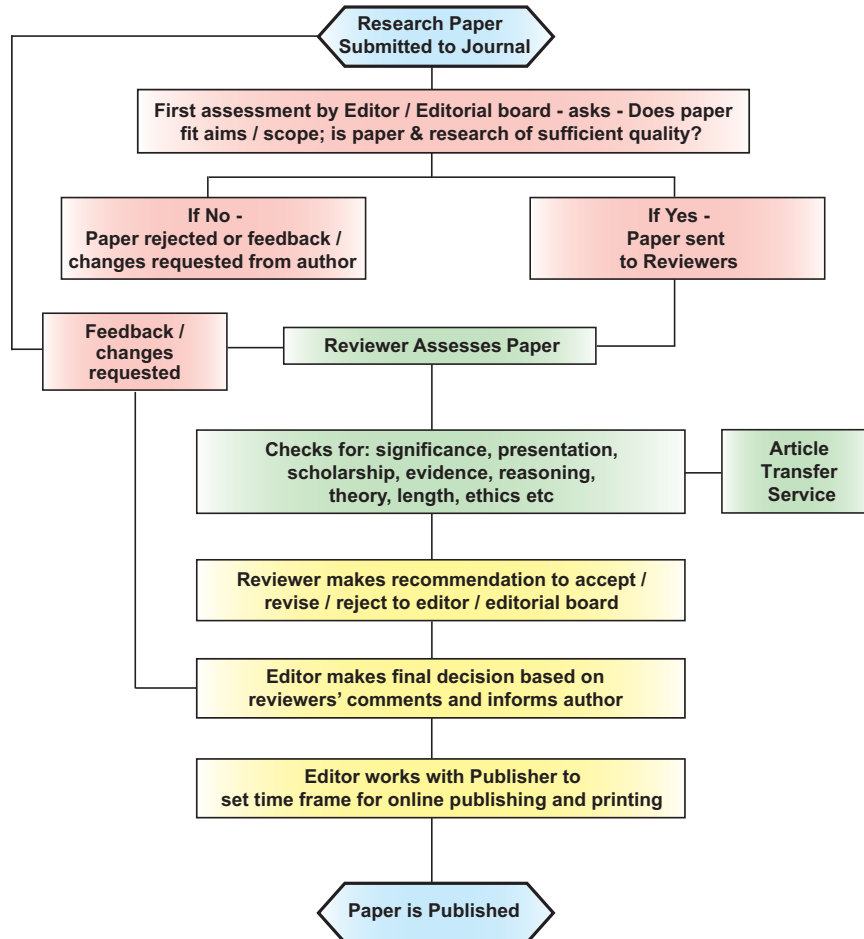 Research Paper
Submitted to Journal
First assessment by Editor / Editorial board - asks - Does paper
fit aims / scope; is paper & research of sufficient quality?
If No -
Paper rejected or feedback /
changes requested from author
If Yes -
Paper sent
to Reviewers
Feedback /
changes
requested
Reviewer Assesses Paper
Checks for: significance, presentation,
scholarship, evidence, reasoning,
theory, length, ethics etc
Article
Transfer
Service
Reviewer makes recommendation to accept /
revise / reject to editor / editorial board
Editor makes final decision based on
reviewers’ comments and informs author
Editor works with Publisher to
set time frame for online publishing and printing
Paper is Published